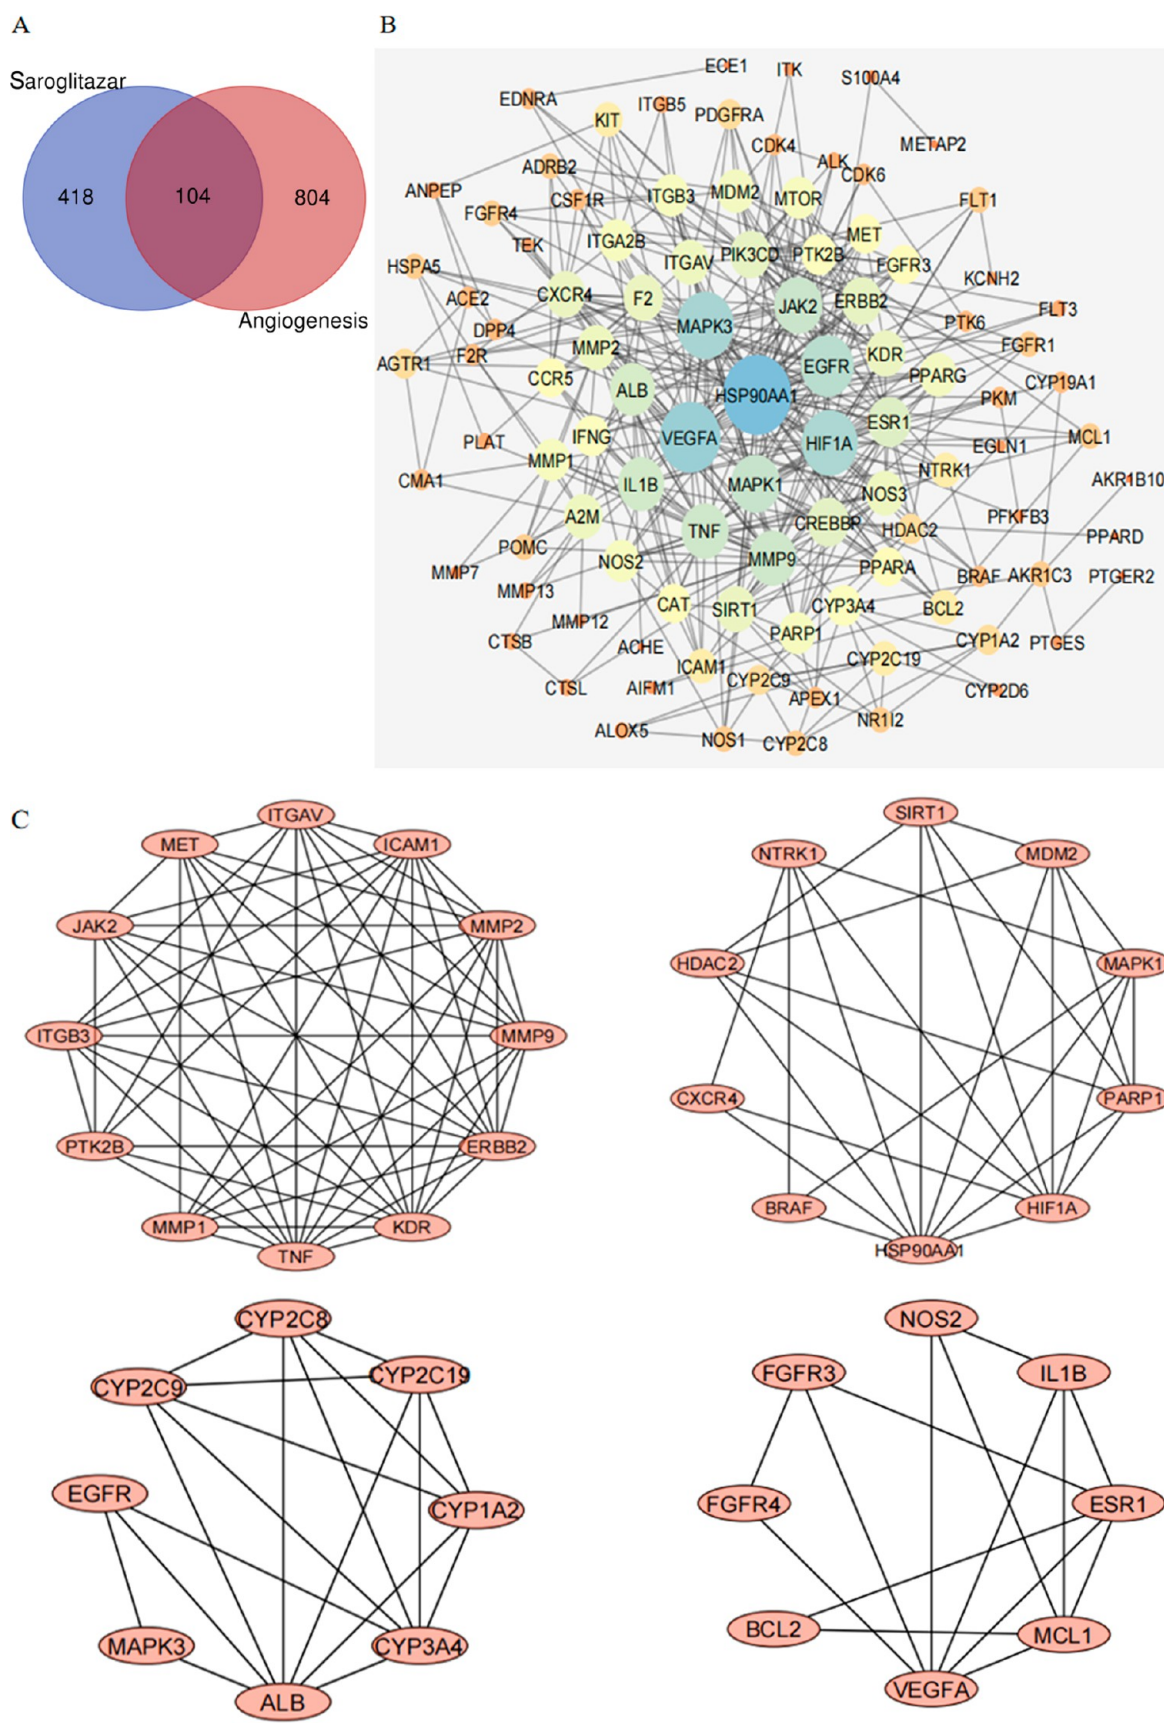 A
B
Saroglitazar
418
104
804
Angiogenesis
ECE1
ITK
S100A4
EDNRA
ITGB5
PDGFRA
KIT
CDK4
METAP2
ALK
ADRB2
CDK6
ANPEP
CSF1R
ITGB3
MDM2
MTOR
FLT1
FGFR4
TEK
ITGA2B
MET
ITGAV
PIK3CD
PTK2B
FGFR3
HSPA5
KCNH2
ACE2
CXCR4
F2
JAK2
ERBB2
FLT3
DPP4
MAPK3
PTK6
AGTR1
F2R
MMP2
KDR
FGFR1
CCR5
ALB
EGFR
PPARG
CYP19A1
HSP90AA1
PKM
PLAT
IFNG
VEGFA
HIF1A
ESR1
EGLN1
MCL1
MMP1
NTRK1
CMA1
IL1B
MAPK1
NOS3
AKR1B10
A2M
TNF
CREBBP
HDAC2
PFKFB3
PPARD
POMC
NOS2
MMP9
PPARA
MMP7
BRAF
AKR1C3
PTGER2
MMP13
CAT
SIRT1
CYP3A4
BCL2
MMP12
PARP1
CTSB
ACHE
CYP1A2
PTGES
ICAM1
CYP2C9
CYP2C19
CTSL
AIFM1
APEX1
CYP2D6
NR1I2
ALOX5
NOS1
CYP2C8
C
ITGAV
MET
ICAM1
JAK2
MMP2
ITGB3
MMP9
PTK2B
ERBB2
MMP1
KDR
TNF
SIRT1
NTRK1
MDM2
HDAC2
MAPK1
CXCR4
PARP1
BRAF
HIF1A
HSP90AA1
CYP2C8
CYP2C9
CYP2C19
EGFR
CYP1A2
MAPK3
CYP3A4
ALB
NOS2
FGFR3
IL1B
FGFR4
ESR1
BCL2
MCL1
VEGFA